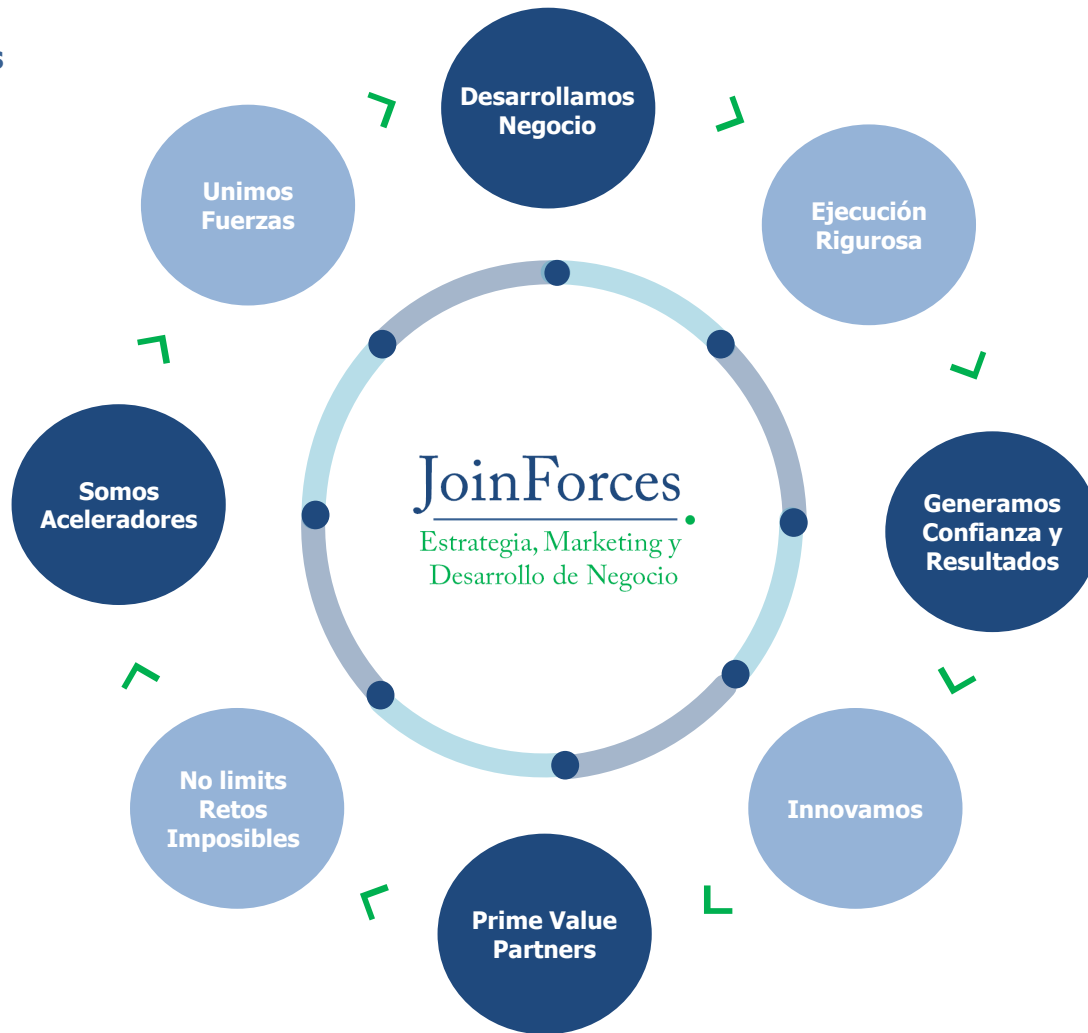 Desarrollamos
Negocio
Ejecución
Rigurosa
Generamos
Confianza y
Resultados
Innovamos
Prime Value
Partners
No limits
Retos
Imposibles
Somos
Aceleradores
Unimos
Fuerzas
JoinForces
Estrategia, Marketing y
Desarrollo de Negocio